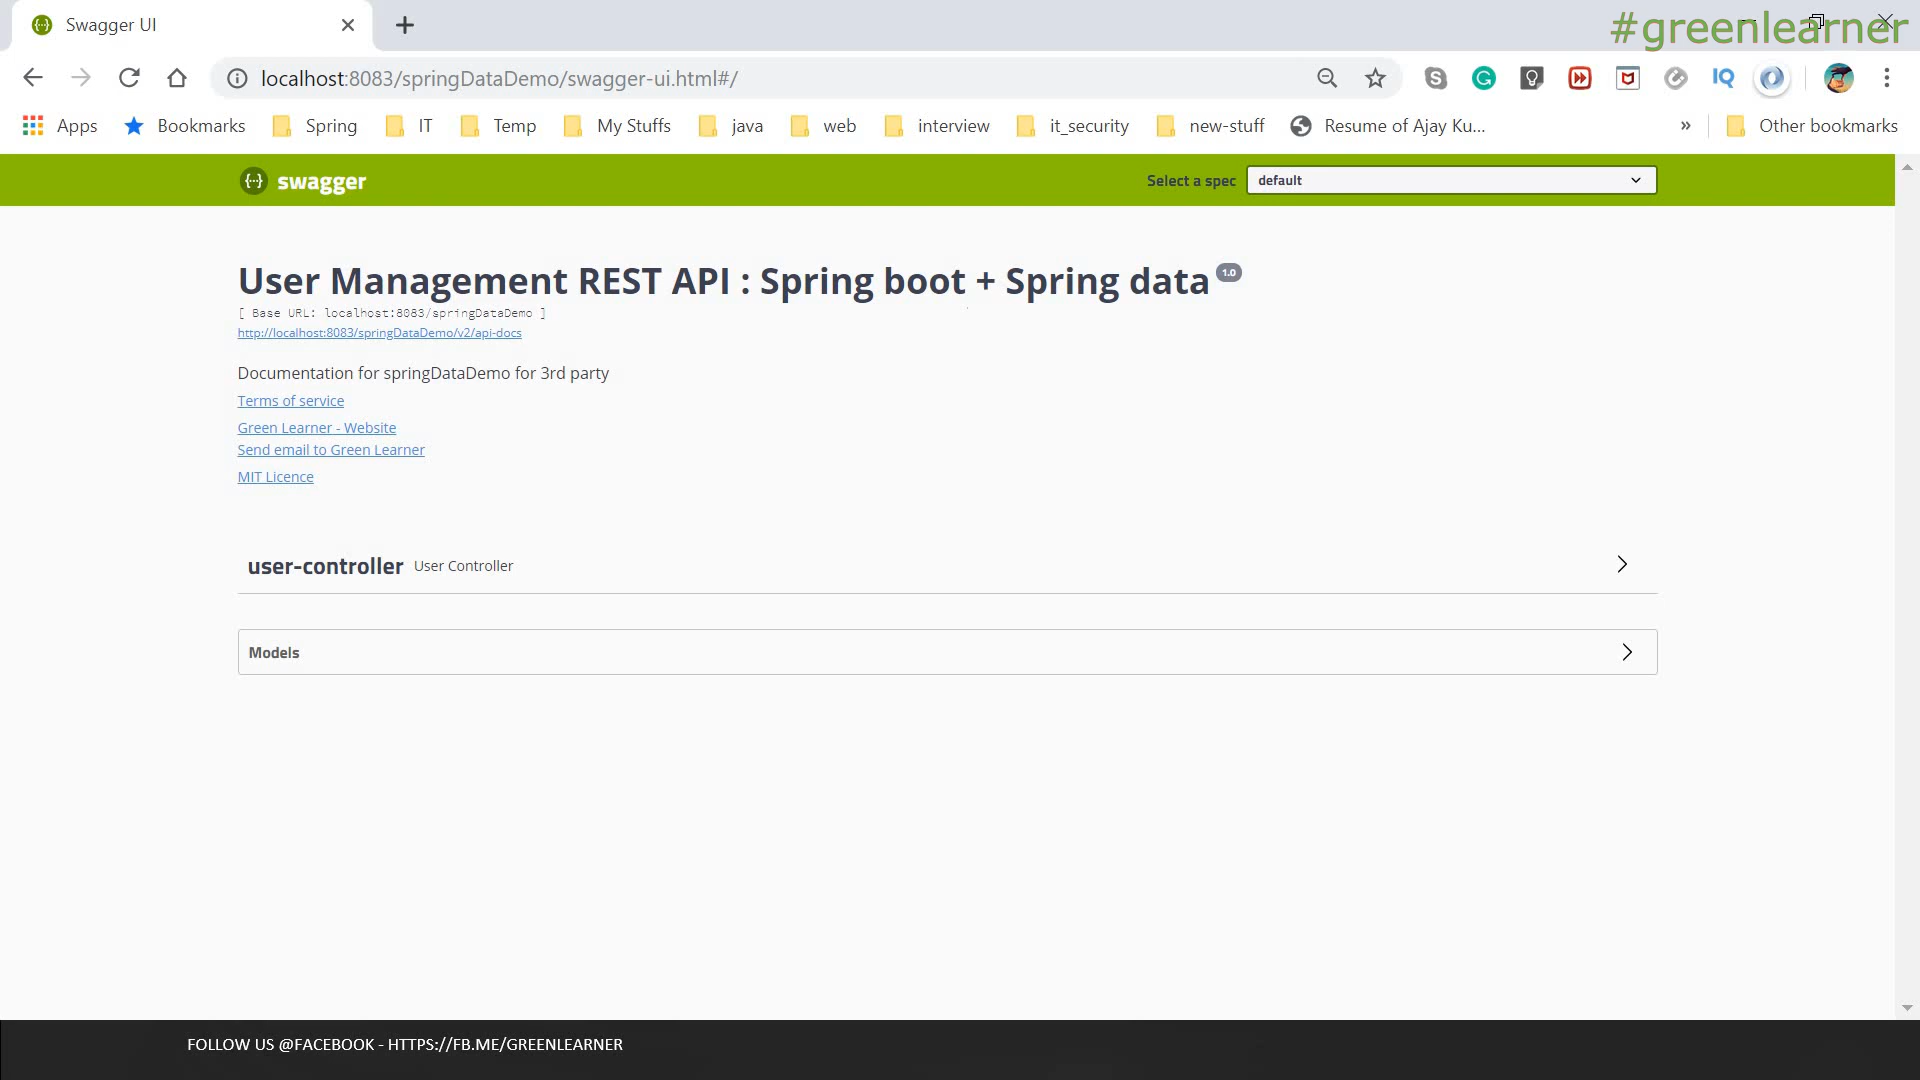 Swagger UI
#greenlearner
localhost:8083/springDataDemo/swagger-ui.html#/
Apps Bookmarks Spring IT Temp My Stuffs java web interview it_security new-stuff Resume of Ajay Ku... » Other bookmarks
swagger Select a spec default
User Management REST API : Spring boot + Spring data 1.0
[ Base URL: localhost:8083/springDataDemo ]
http://localhost:8083/springDataDemo/v2/api-docs
Documentation for springDataDemo for 3rd party
Terms of service
Green Learner - Website
Send email to Green Learner
MIT Licence
user-controller User Controller
Models
FOLLOW US @FACEBOOK - HTTPS://FB.ME/GREENLEARNER